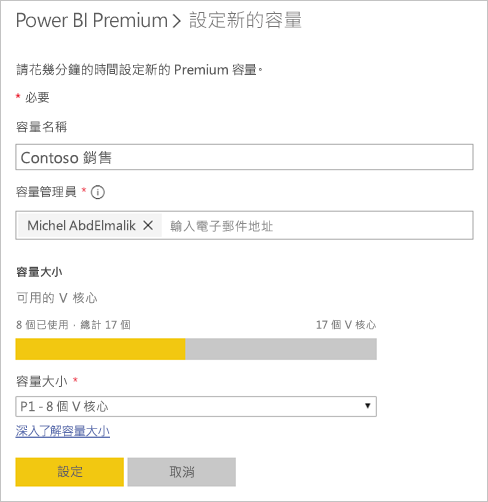 Power BI Premium > 設定新的容量
請花幾分鐘的時間設定新的 Premium 容量。
* 必要
容量名稱
Contoso 銷售
容量管理員 *
Michel AbdElmalik × 輸入電子郵件地址
容量大小
可用的 V 核心
8 個已使用，總計 17 個 17 個 V 核心
容量大小 *
P1 - 8 個 V 核心
深入了解容量大小
設定 取消